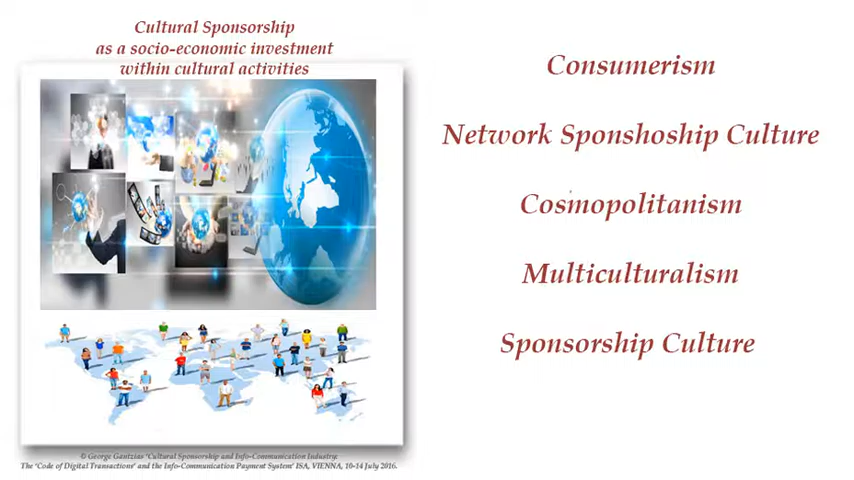 Cultural Sponsorship
as a socio-economic investment
within cultural activities
Consumerism
Network Sponshoship Culture
Cosmopolitanism
Multiculturalism
Sponsorship Culture
© George Gantzias 'Cultural Sponsorship and Info-Communication Industry:
The 'Code of Digital Transactions' and the Info-Communication Payment System' ISA, VIENNA, 10-14 July 2016.